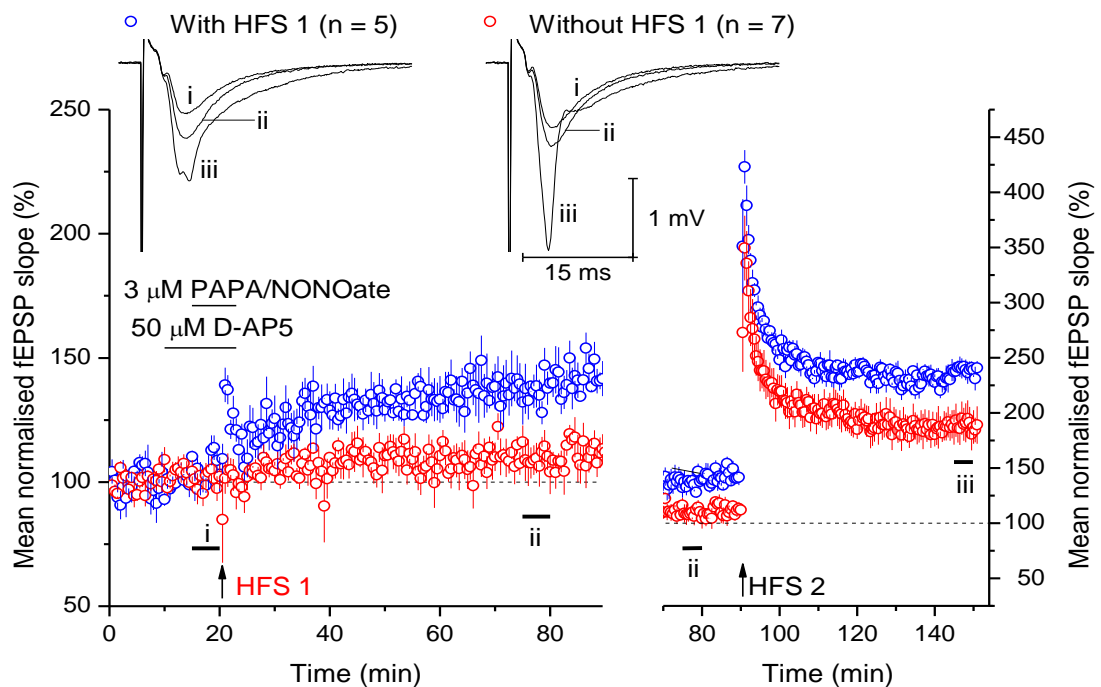 With HFS 1 (n = 5)
Without HFS 1 (n = 7)
i
ii
iii
i
ii
iii
1 mV
15 ms
3 μM PAPA/NONOate
50 μM D-AP5
Mean normalised fEPSP slope (%)
250
200
150
100
50
i
ii
HFS 1
0 20 40 60 80
Time (min)
ii
HFS 2
iii
80 100 120 140
Time (min)
450
400
350
300
250
200
150
100
50
Mean normalised fEPSP slope (%)